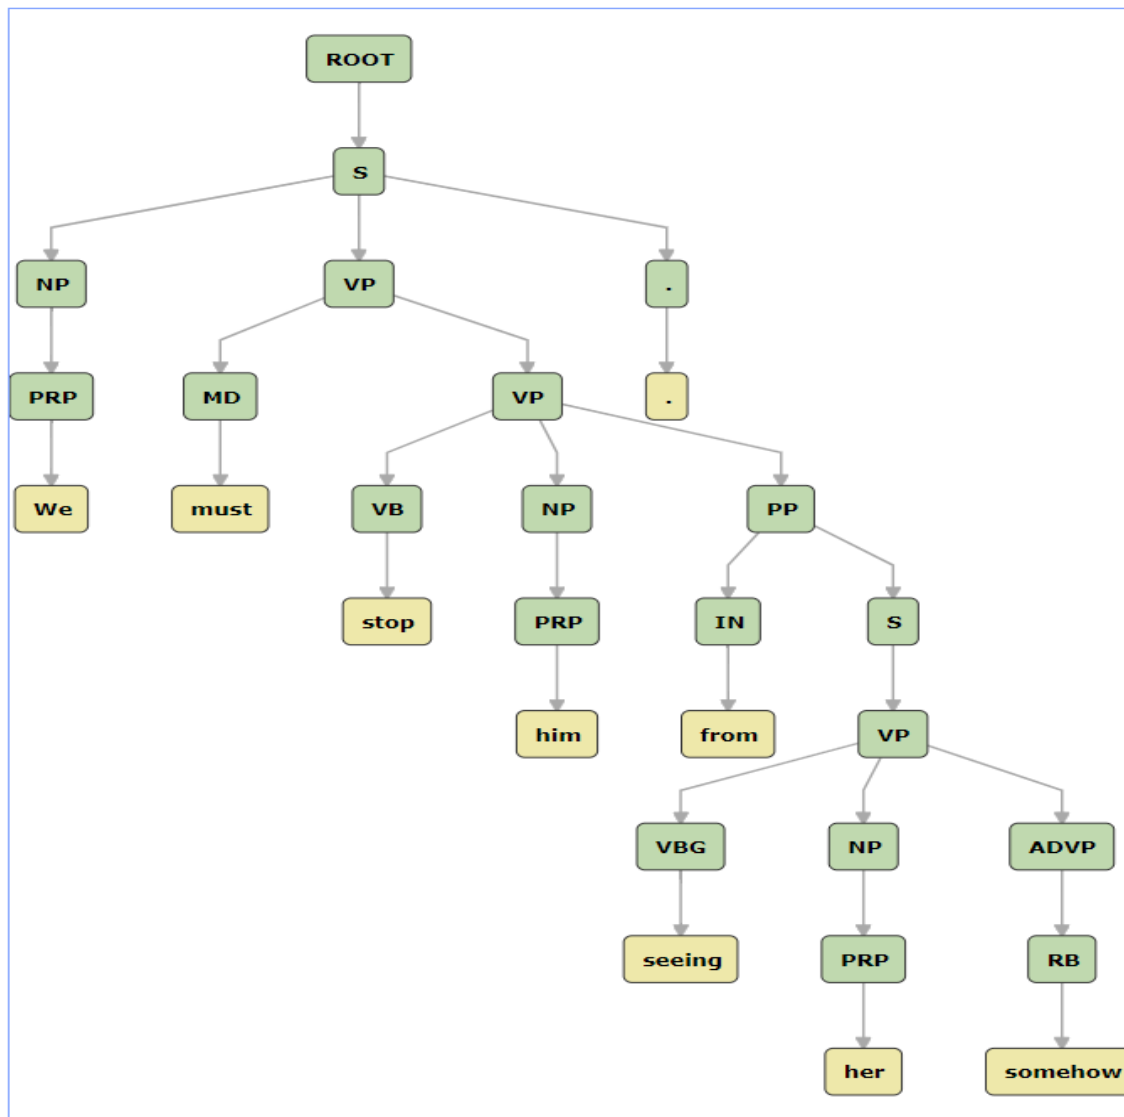 ROOT
S
NP VP .
PRP MD VP .
We must VB NP PP
stop PRP IN S
him from VP
VBG NP ADVP
seeing PRP RB
her somehow